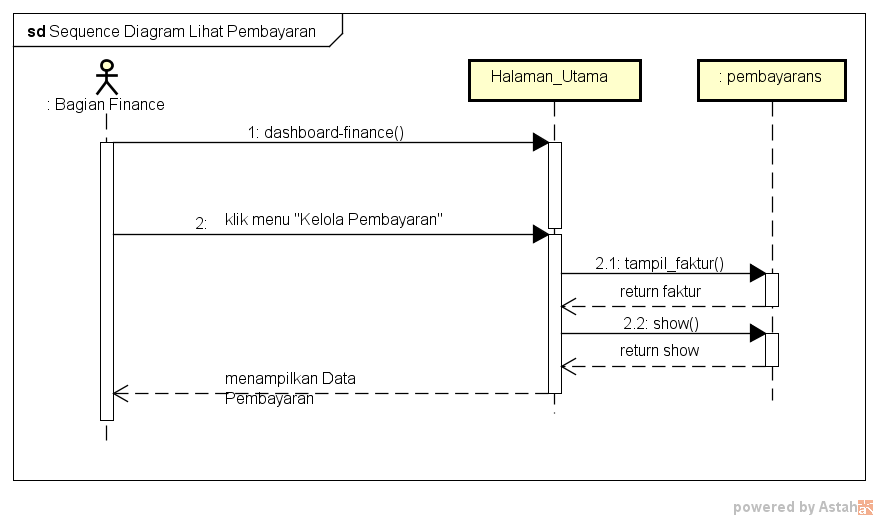 sd Sequence Diagram Lihat Pembayaran
: Bagian Finance
Halaman_Utama
: pembayarans
1: dashboard-finance()
2: klik menu "Kelola Pembayaran"
2.1: tampil_faktur()
return faktur
2.2: show()
return show
menampilkan Data
Pembayaran
powered by Astah